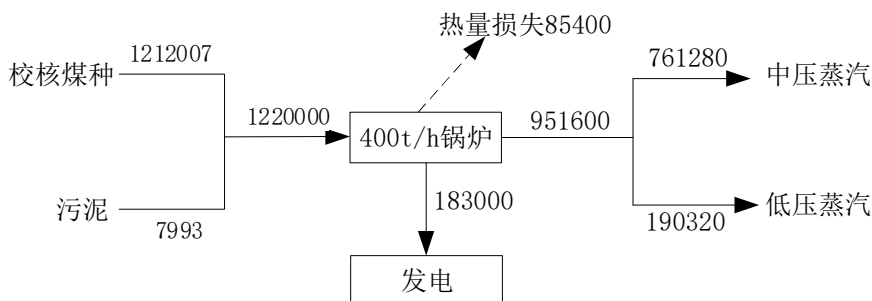 热量损失85400
1212007
校核煤种
761280
中压蒸汽
1220000
400t/h锅炉
951600
污泥
7993
183000
190320
低压蒸汽
发电